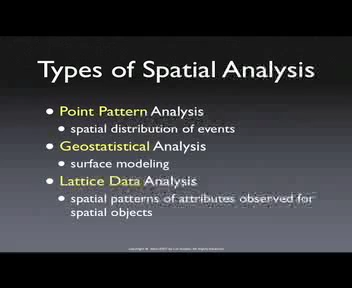 Types of Spatial Analysis
• Point Pattern Analysis
• spatial distribution of events
• Geostatistical Analysis
• surface modeling
• Lattice Data Analysis
• spatial patterns of attributes observed for
spatial objects